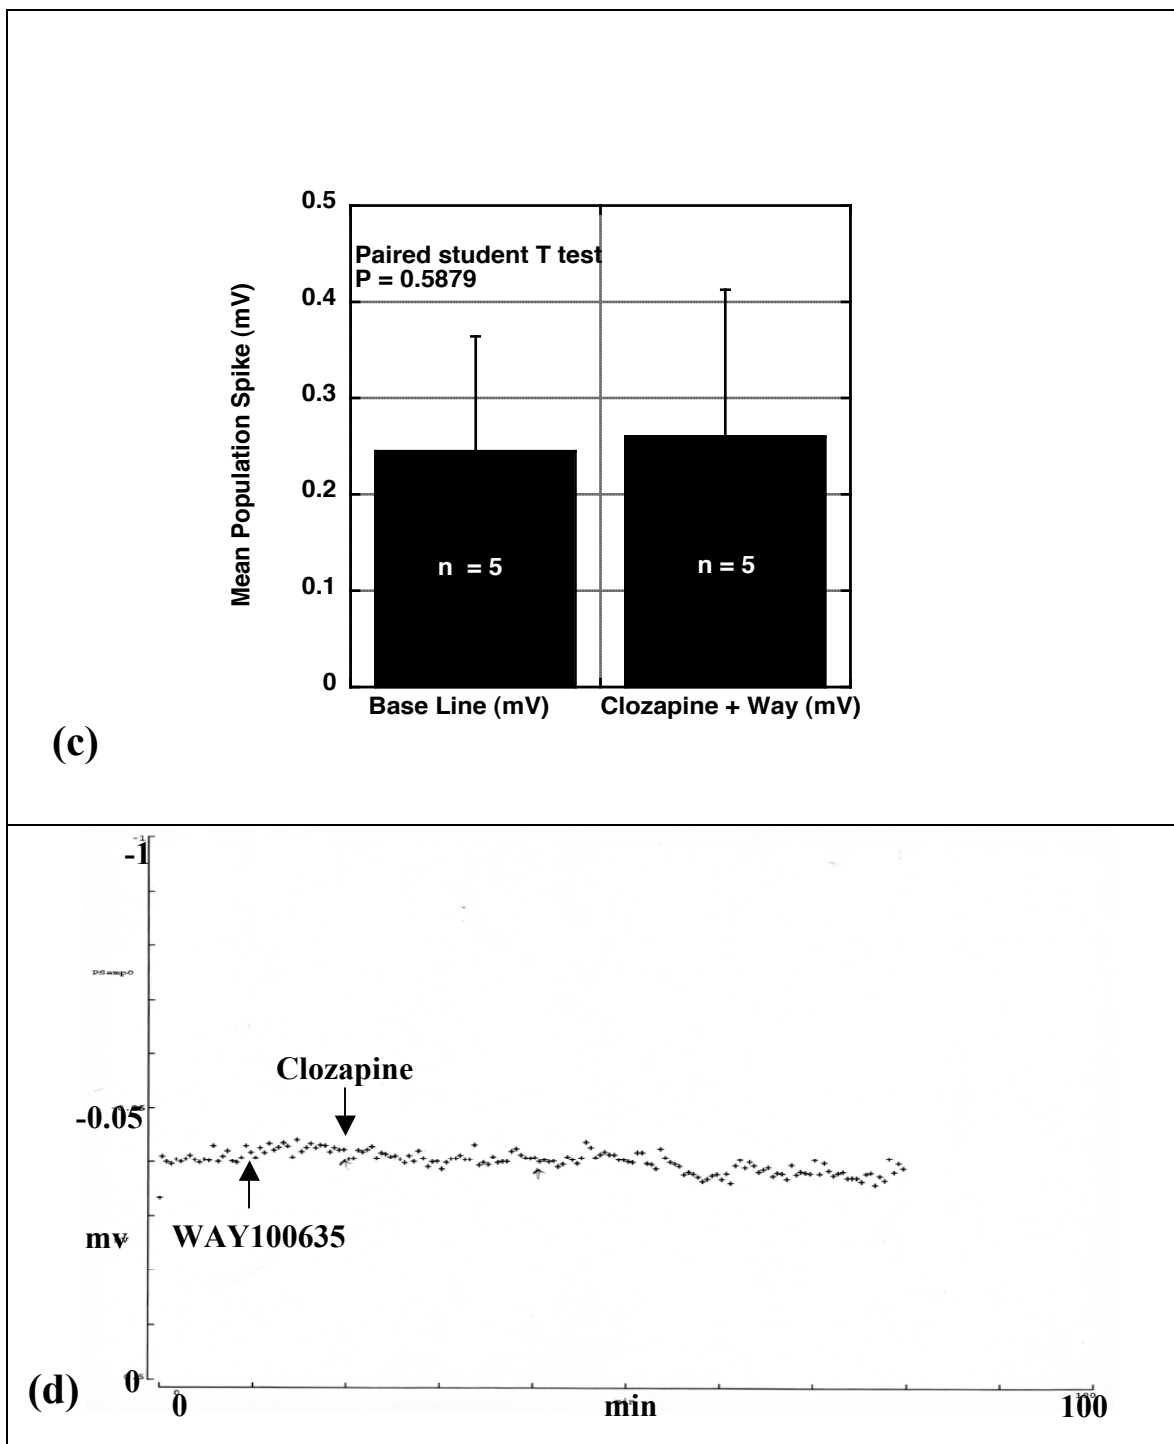 0.5
Paired student T test
P = 0.5879
0.4
0.3
0.2
0.1
0
Mean Population Spike (mV)
n = 5
n = 5
Base Line (mV)
Clozapine + Way (mV)
(c)
-1
-1
PSamp0
Clozapine
-0.05
mv
WAY100635
0
(d)
0
min
100